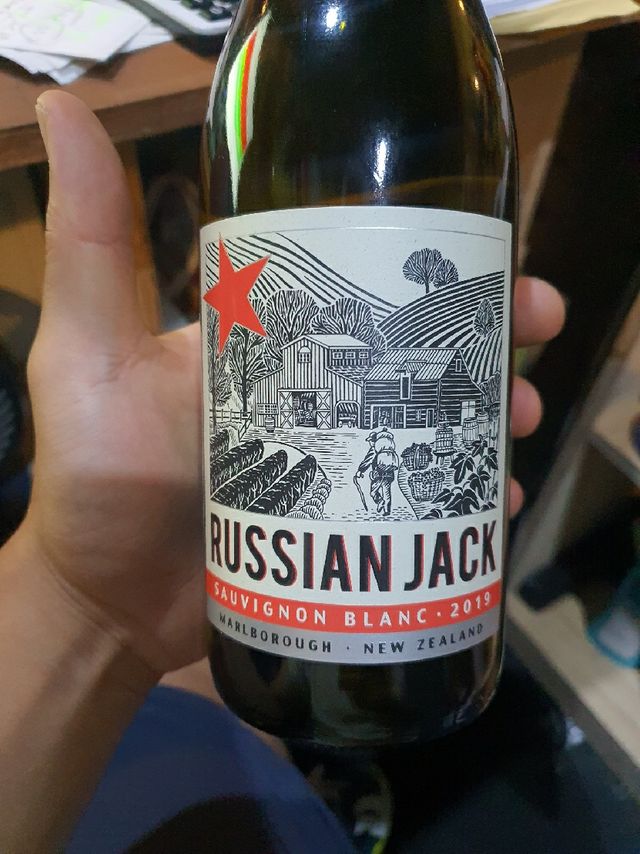 RUSSIAN JACK
SAUVIGNON BLANC · 2019
MARLBOROUGH · NEW ZEALAND